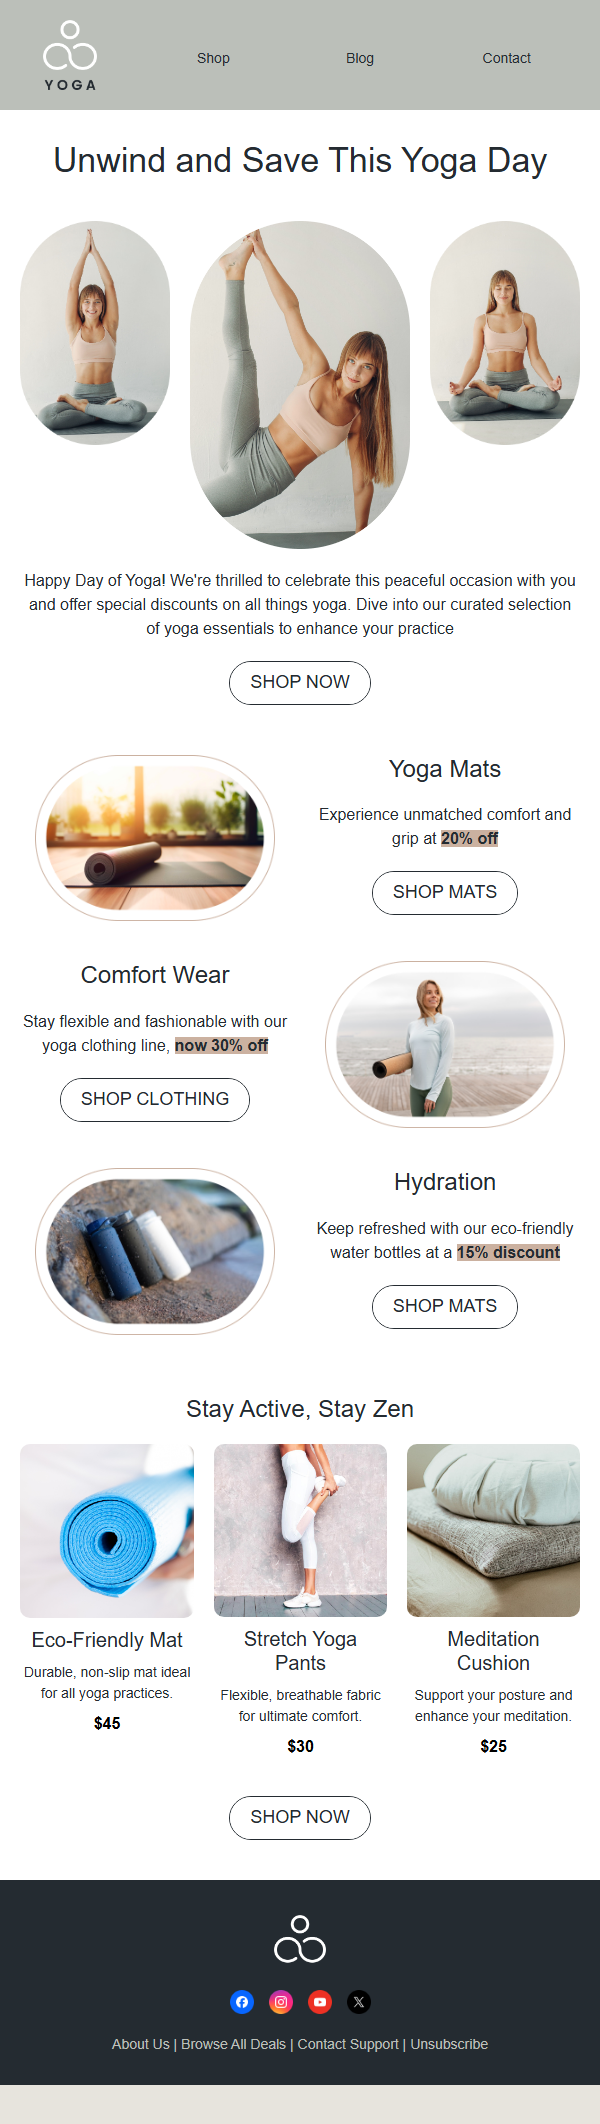 YOGA
Shop
Blog
Contact
Unwind and Save This Yoga Day
Happy Day of Yoga! We're thrilled to celebrate this peaceful occasion with you
and offer special discounts on all things yoga. Dive into our curated selection
of yoga essentials to enhance your practice
SHOP NOW
Yoga Mats
Experience unmatched comfort and
grip at 20% off
SHOP MATS
Comfort Wear
Stay flexible and fashionable with our
yoga clothing line, now 30% off
SHOP CLOTHING
Hydration
Keep refreshed with our eco-friendly
water bottles at a 15% discount
SHOP MATS
Stay Active, Stay Zen
Eco-Friendly Mat
Durable, non-slip mat ideal
for all yoga practices.
$45
Stretch Yoga
Pants
Flexible, breathable fabric
for ultimate comfort.
$30
Meditation
Cushion
Support your posture and
enhance your meditation.
$25
SHOP NOW
About Us | Browse All Deals | Contact Support | Unsubscribe